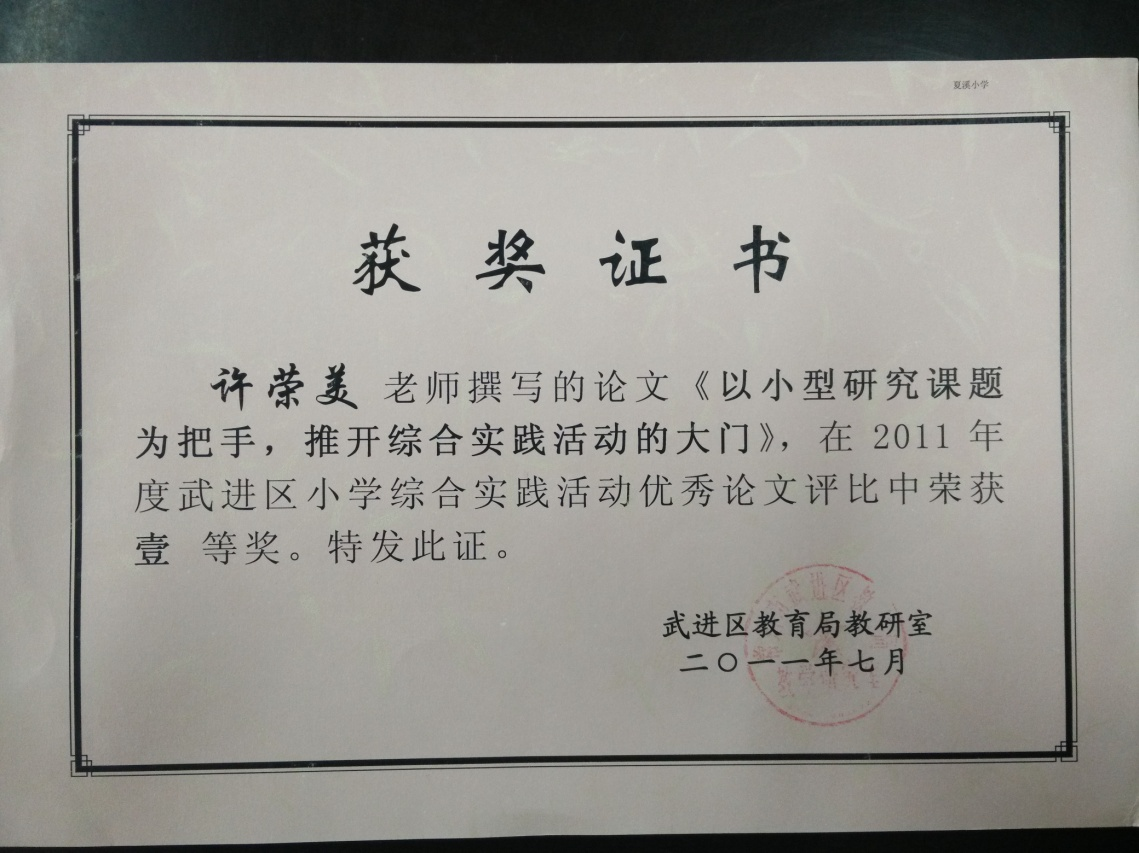 夏溪小学
获奖证书
许荣美 老师撰写的论文《以小型研究课题
为把手，推开综合实践活动的大门》，在 2011 年
度武进区小学综合实践活动优秀论文评比中荣获
壹 等奖。特发此证。
武进区教育局教研室
二〇一一年七月